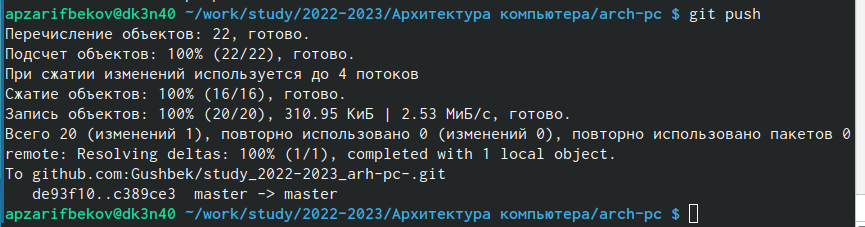 apzarifbekov@dk3n40 ~/work/study/2022-2023/Архитектура компьютера/arch-pc $ git push
Перечисление объектов: 22, готово.
Подсчет объектов: 100% (22/22), готово.
При сжатии изменений используется до 4 потоков
Сжатие объектов: 100% (16/16), готово.
Запись объектов: 100% (20/20), 310.95 КиБ | 2.53 МиБ/с, готово.
Всего 20 (изменений 1), повторно использовано 0 (изменений 0), повторно использовано пакетов 0
remote: Resolving deltas: 100% (1/1), completed with 1 local object.
To github.com:Gushbek/study_2022-2023_arh-pc-.git
   de93f10..c389ce3  master -> master
apzarifbekov@dk3n40 ~/work/study/2022-2023/Архитектура компьютера/arch-pc $